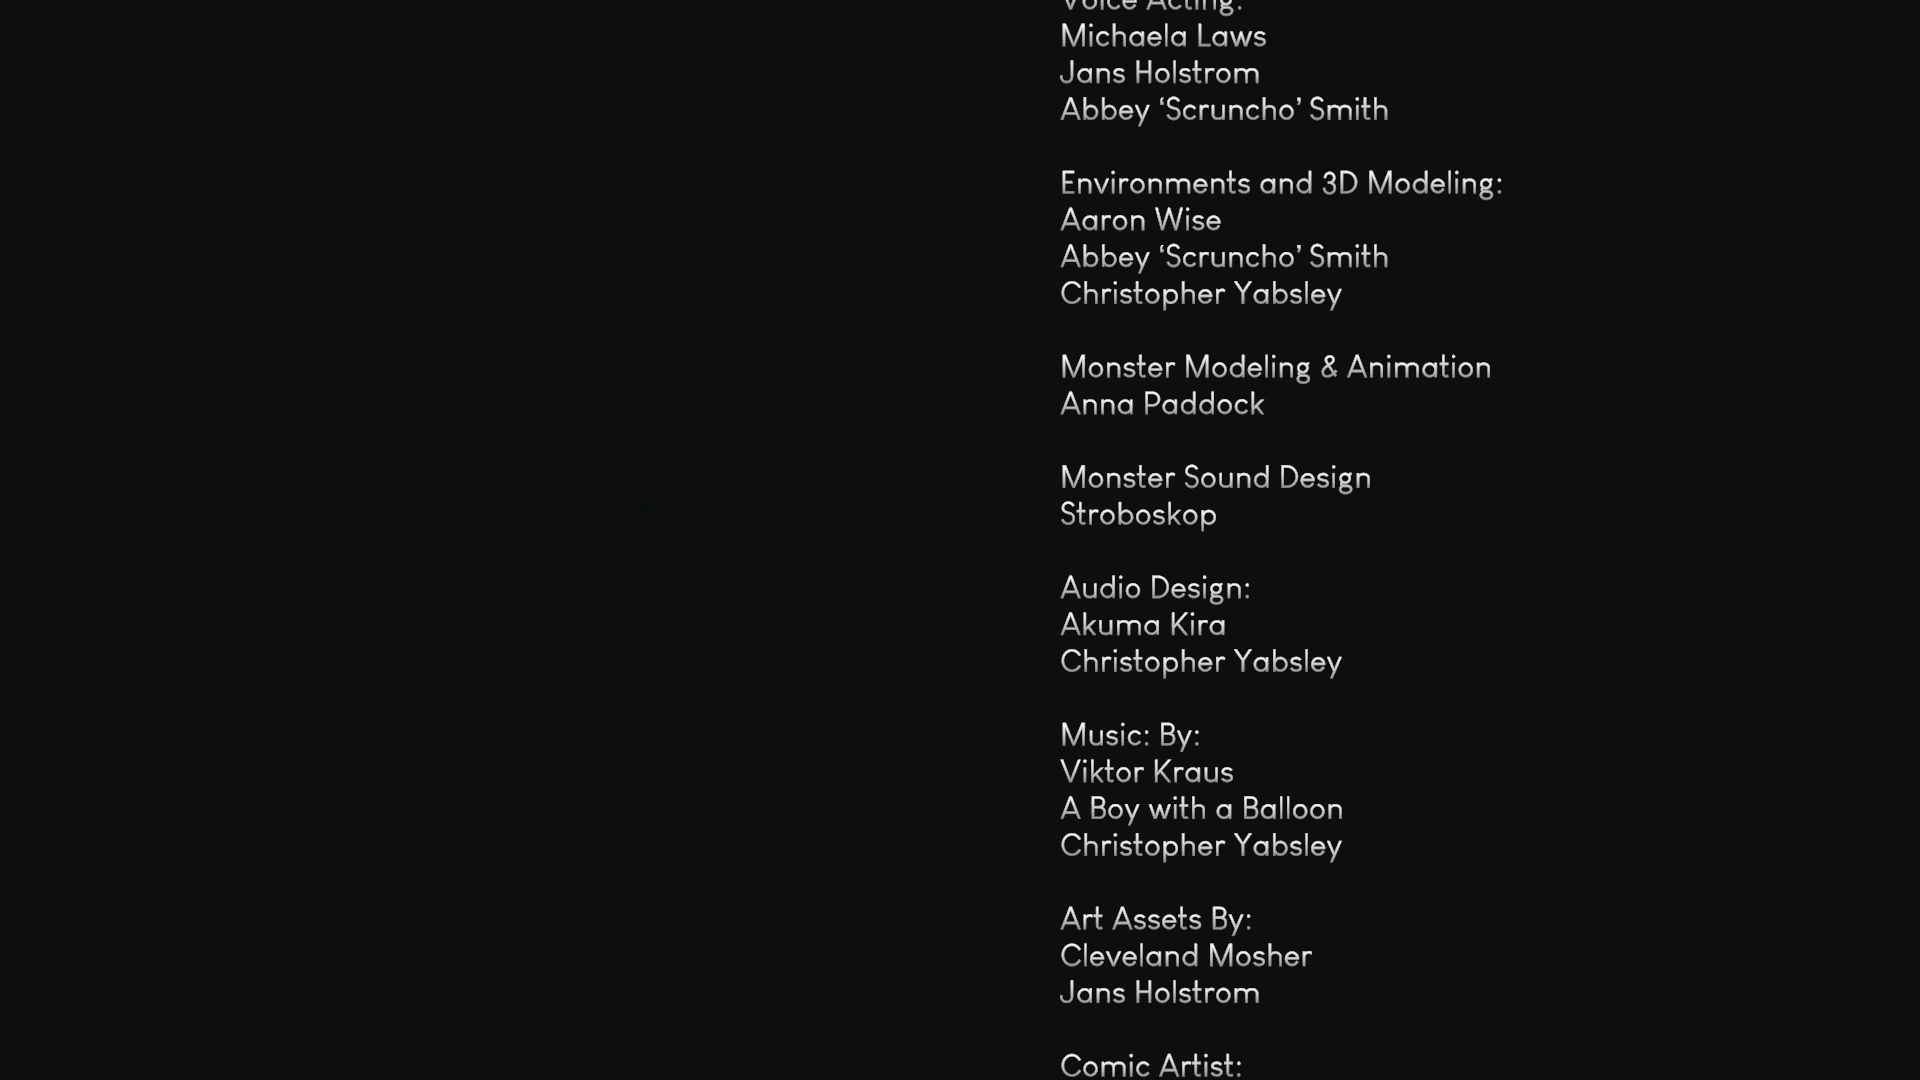 Voice Acting:
Michaela Laws
Jans Holstrom
Abbey ‘Scruncho’ Smith
Environments and 3D Modeling:
Aaron Wise
Abbey ‘Scruncho’ Smith
Christopher Yabsley
Monster Modeling & Animation
Anna Paddock
Monster Sound Design
Stroboskop
Audio Design:
Akuma Kira
Christopher Yabsley
Music: By:
Viktor Kraus
A Boy with a Balloon
Christopher Yabsley
Art Assets By:
Cleveland Mosher
Jans Holstrom
Comic Artist: